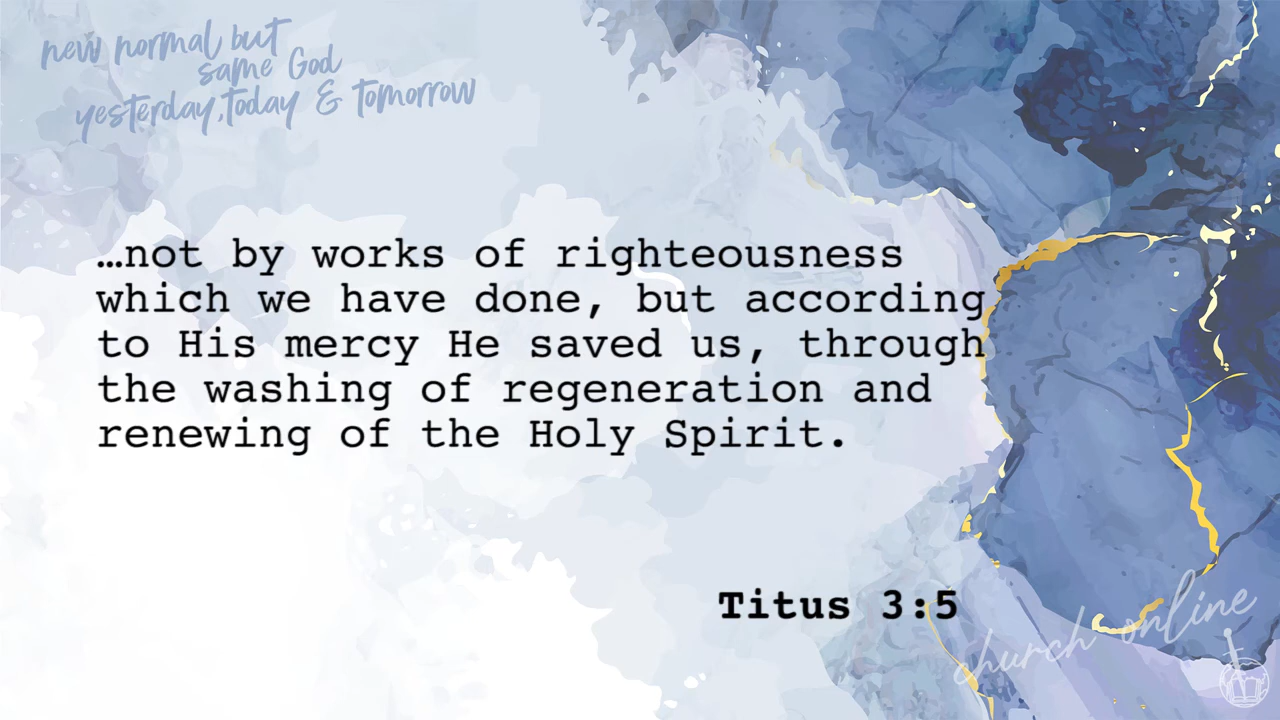 new normal but
same God
yesterday, today & tomorrow
…not by works of righteousness
which we have done, but according
to His mercy He saved us, through
the washing of regeneration and
renewing of the Holy Spirit.
Titus 3:5
church online